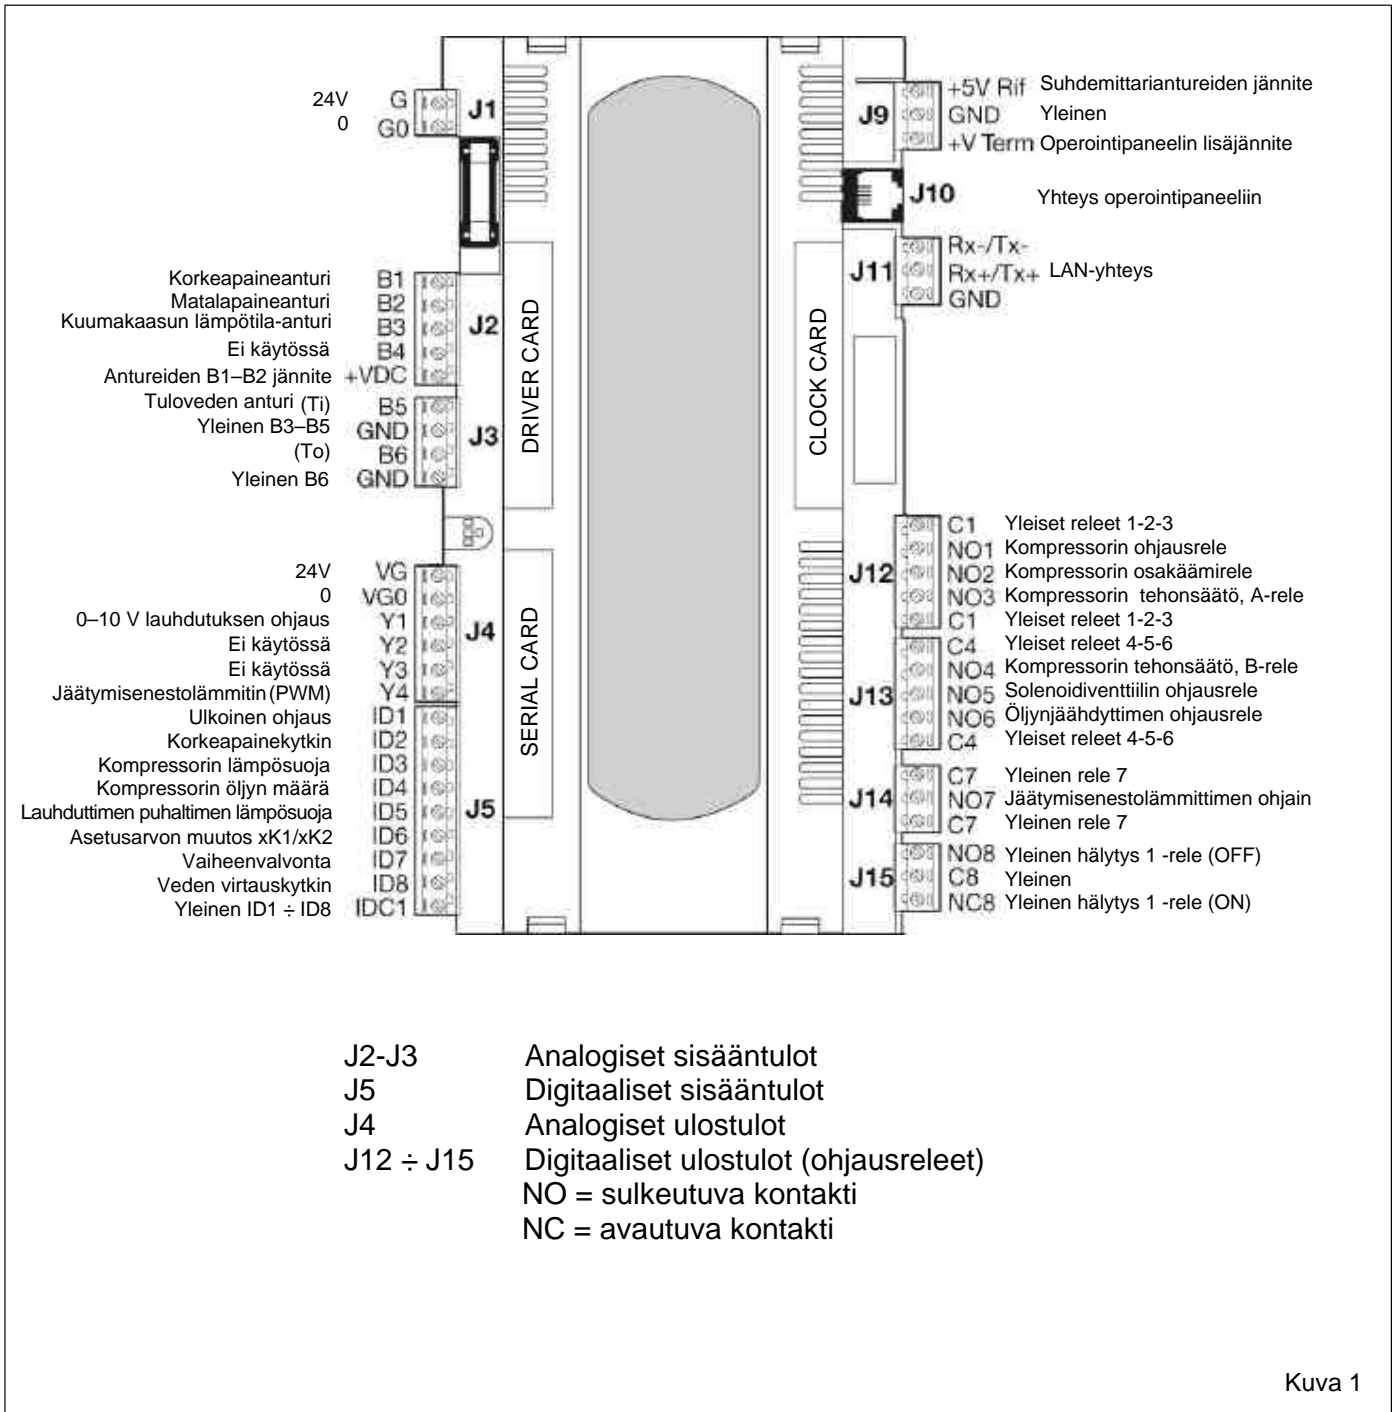 24V G J1
0 G0
Korkeapaineanturi B1
Matalapaineanturi B2
Kuumakaasun lämpötila-anturi B3 J2
Ei käytössä B4
Antureiden B1–B2 jännite +VDC
Tuloveden anturi (Ti) B5
Yleinen B3–B5 GND J3
(To) B6
Yleinen B6 GND
24V VG
0 VG0
0–10 V lauhdutuksen ohjaus Y1 J4
Ei käytössä Y2
Ei käytössä Y3
Jäätymisenestolämmitin (PWM) Y4
Ulkoinen ohjaus ID1
Korkeapainekytkin ID2
Kompressorin lämpösuoja ID3
Kompressorin öljyn määrä ID4
Lauhduttimen puhaltimen lämpösuoja ID5 J5
Asetusarvon muutos xK1/xK2 ID6
Vaiheenvalvonta ID7
Veden virtauskytkin ID8
Yleinen ID1 ÷ ID8 IDC1
DRIVER CARD
SERIAL CARD
CLOCK CARD
+5V Rif Suhdemittariantureiden jännite
J9 GND Yleinen
+V Term Operointipaneelin lisäjännite
J10 Yhteys operointipaneeliin
Rx-/Tx-
J11 Rx+/Tx+ LAN-yhteys
GND
C1 Yleiset releet 1-2-3
NO1 Kompressorin ohjausrele
J12 NO2 Kompressorin osakäämirele
NO3 Kompressorin tehonsäätö, A-rele
C1 Yleiset releet 1-2-3
C4 Yleiset releet 4-5-6
NO4 Kompressorin tehonsäätö, B-rele
J13 NO5 Solenoidiventtiilin ohjausrele
NO6 Öljynjäähdyttimen ohjausrele
C4 Yleiset releet 4-5-6
C7 Yleinen rele 7
J14 NO7 Jäätymisenestolämmittimen ohjain
C7 Yleinen rele 7
NO8 Yleinen hälytys 1 -rele (OFF)
J15 C8 Yleinen
NC8 Yleinen hälytys 1 -rele (ON)
J2-J3 Analogiset sisääntulot
J5 Digitaaliset sisääntulot
J4 Analogiset ulostulot
J12 ÷ J15 Digitaaliset ulostulot (ohjausreleet)
NO = sulkeutuva kontakti
NC = avautuva kontakti
Kuva 1